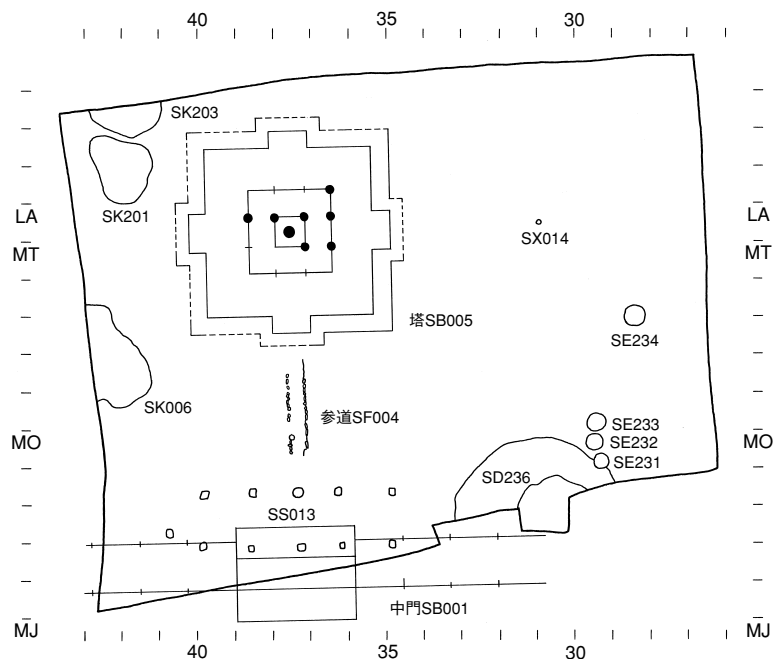 40 35 30
SK203
SK201
LA LA
SX014
MT MT
塔SB005
SE234
SK006
参道SF004
SE233
MO SE232 MO
SE231
SD236
SS013
中門SB001
MJ MJ
40 35 30